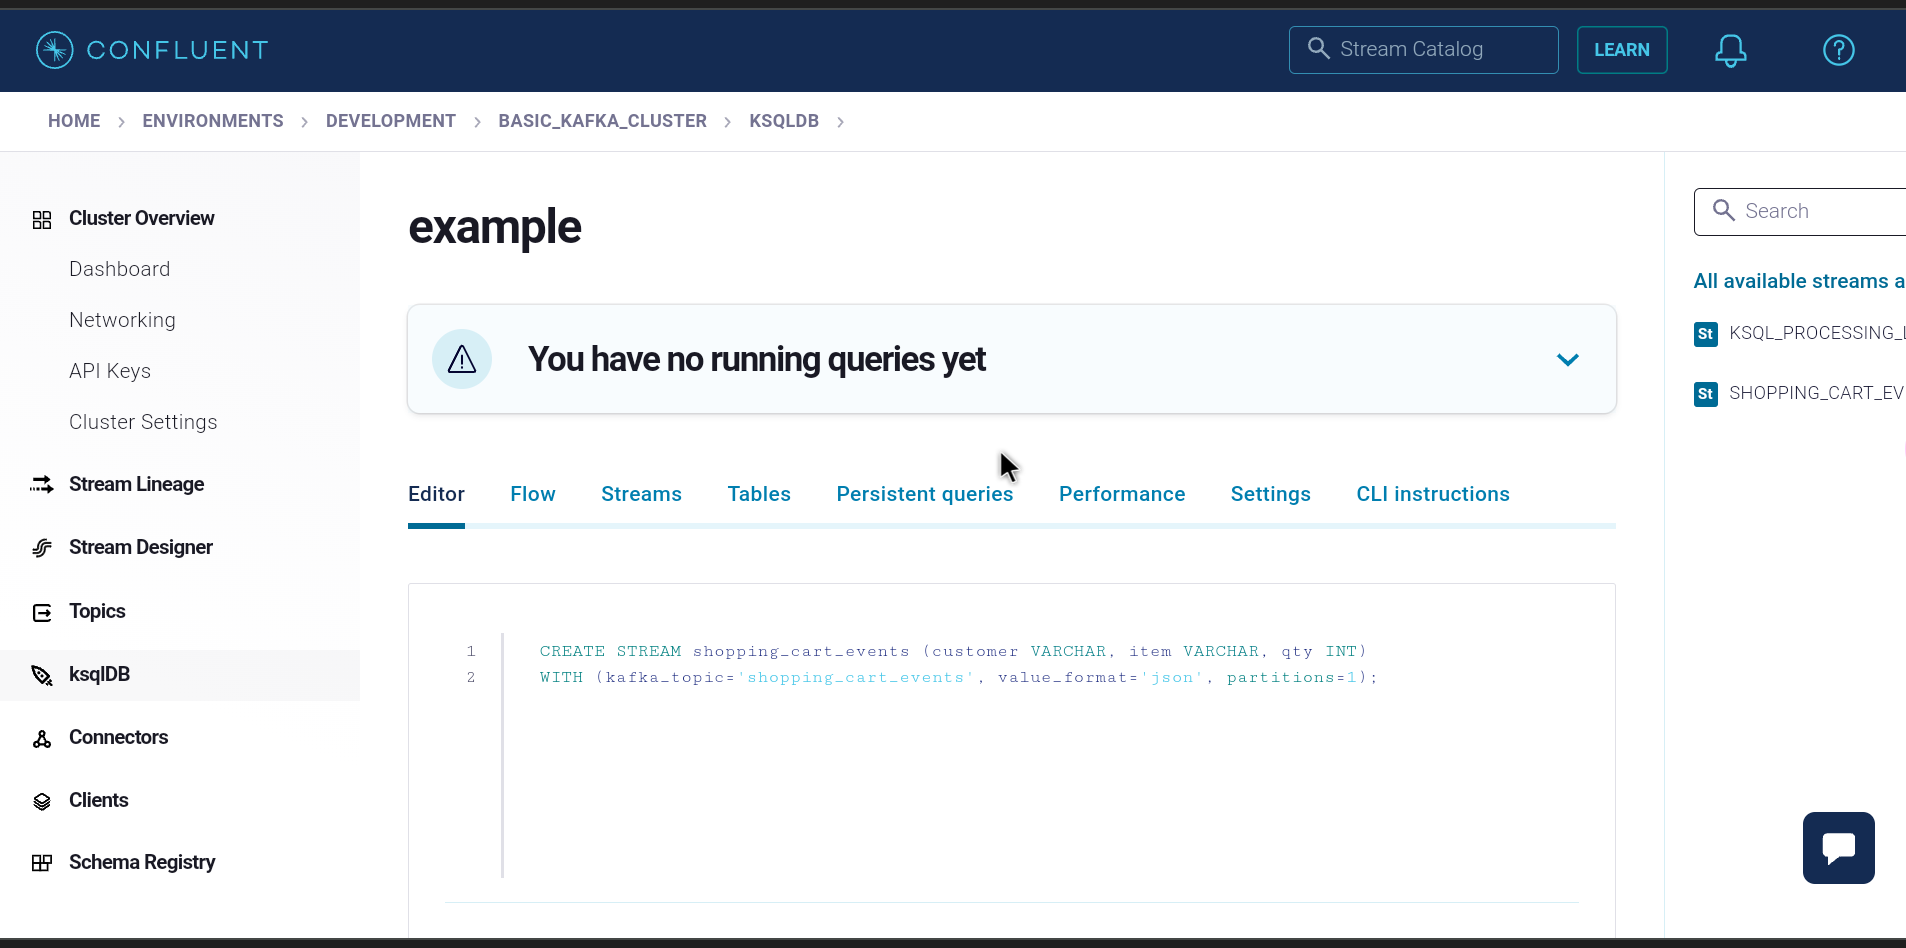 CONFLUENT
Stream Catalog
LEARN
HOME > ENVIRONMENTS > DEVELOPMENT > BASIC_KAFKA_CLUSTER > KSQLDB >
Cluster Overview
Dashboard
Networking
API Keys
Cluster Settings
Stream Lineage
Stream Designer
Topics
ksqlDB
Connectors
Clients
Schema Registry
example
You have no running queries yet
Editor Flow Streams Tables Persistent queries Performance Settings CLI instructions
1 CREATE STREAM shopping_cart_events (customer VARCHAR, item VARCHAR, qty INT)
2 WITH (kafka_topic='shopping_cart_events', value_format='json', partitions=1);
Search
All available streams a
St KSQL_PROCESSING_L
St SHOPPING_CART_EV